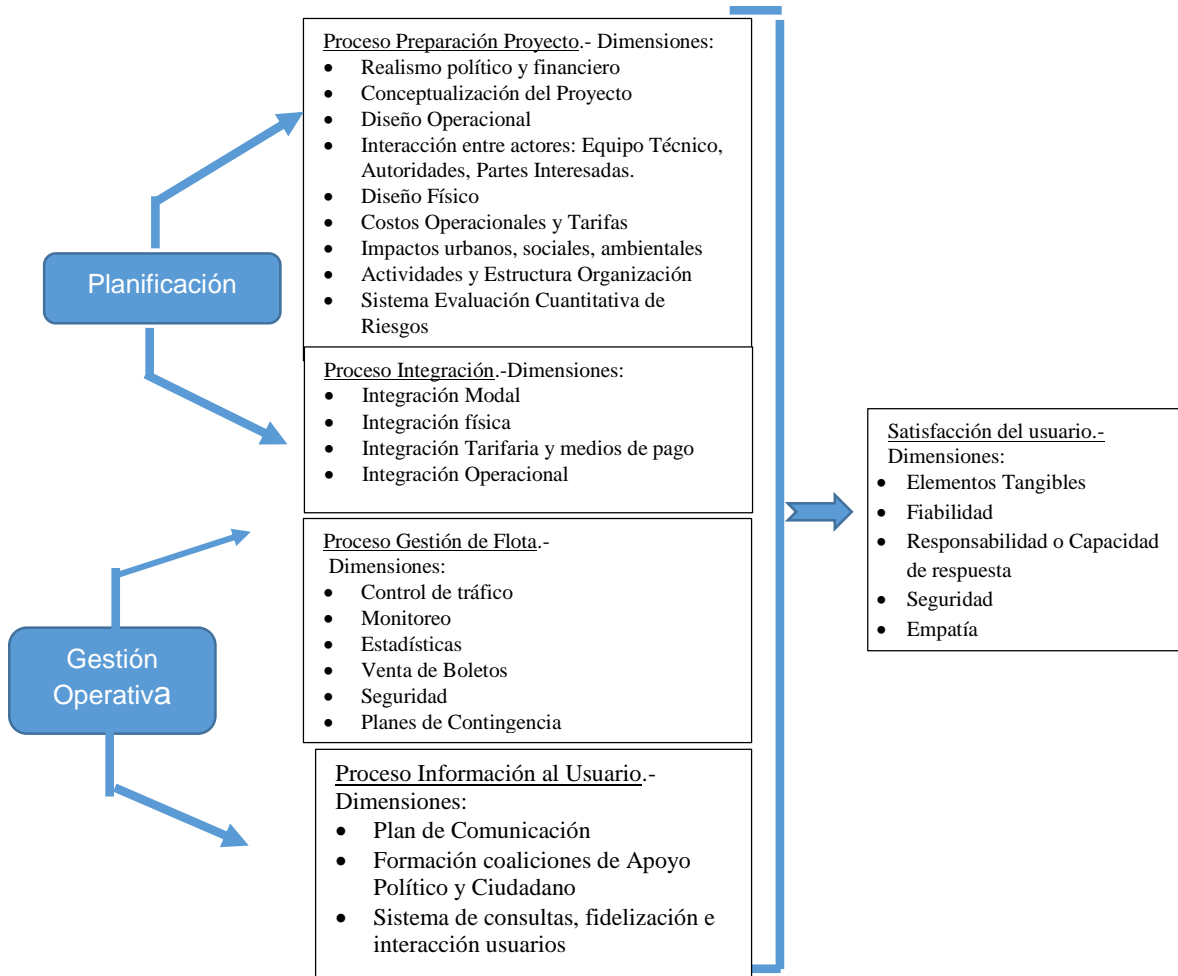 Proceso Preparación Proyecto.- Dimensiones:
• Realismo político y financiero
• Conceptualización del Proyecto
• Diseño Operacional
• Interacción entre actores: Equipo Técnico,
Autoridades, Partes Interesadas.
• Diseño Físico
• Costos Operacionales y Tarifas
• Impactos urbanos, sociales, ambientales
• Actividades y Estructura Organización
• Sistema Evaluación Cuantitativa de
Riesgos
Planificación
Proceso Integración.-Dimensiones:
• Integración Modal
• Integración física
• Integración Tarifaria y medios de pago
• Integración Operacional
Proceso Gestión de Flota.-
Dimensiones:
• Control de tráfico
• Monitoreo
• Estadísticas
• Venta de Boletos
• Seguridad
• Planes de Contingencia
Gestión
Operativa
Proceso Información al Usuario.-
Dimensiones:
• Plan de Comunicación
• Formación coaliciones de Apoyo
Político y Ciudadano
• Sistema de consultas, fidelización e
interacción usuarios
Satisfacción del usuario.-
Dimensiones:
• Elementos Tangibles
• Fiabilidad
• Responsabilidad o Capacidad
de respuesta
• Seguridad
• Empatía